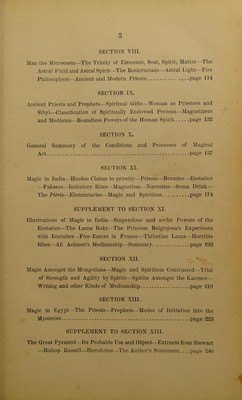 3
SECTION VIII.
Man the Microcosm—The Trinity of Elements, Soul, Spirit, Matter—The
Astral Fluid and Astral Spirit—The Rosicrucians—Astral Light—Fire
Philosophers—Ancient and Modern Priests............page 114
SECTION IX.
Ancient Priests and Prophets—Spiritual Gifts—Woman as Priestess and
Sibyl—Classification of Spiritually Endowed Persons—Magnetizers
and Mediums—Boundless Powers of the Human Spirit......page 132
SECTION X.
General Summary of the Conditions and Processes of Magical
Art................page 157
SECTION XI.
Magic in India—Hindoo Claims to priority—Priests—Brahmins—Ecstatics
—Fakeers—Initiatory Rites—Magnetism—Narcotics—Soma Drink—
The Pitris—Elementaries—Magic and Spiritism............page 174
SUPPLEMENT TO SECTION XI.
Illustrations of Magic in India—Stupendous and awful Powers of the
Ecstatics—The Lama Boki—The Princess Belgiojosa's Experience
with Ecstatics—Fire-Eaters in France—Thibetian Lama—Horrible
Rites—Ali Achmet's Mediumship—Summary............page 193
SECTION XII.
Magic Amongst the Mongolians—Magic and Spiritism Contrasted—Trial
of Strength and Agility by Spirits—Spirits Amongst the Karens—
Writing and other Kinds of Mediumship............page 210
SECTION XIII.
Magic in Egypt—The Priests—Prophets—Modes of Initiation into the
Mysteries............page 223
SUPPLEMENT TO SECTION XIII.
The Great Pyramid—Its Probable Use and Object—Extracts from Stewart
—Bishop Russell—Herodotus—The Author's Statement.....page 246